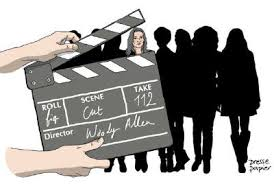 ROLL SCENE TAKE
Cut 112
Director Woody Allen
presse
papier